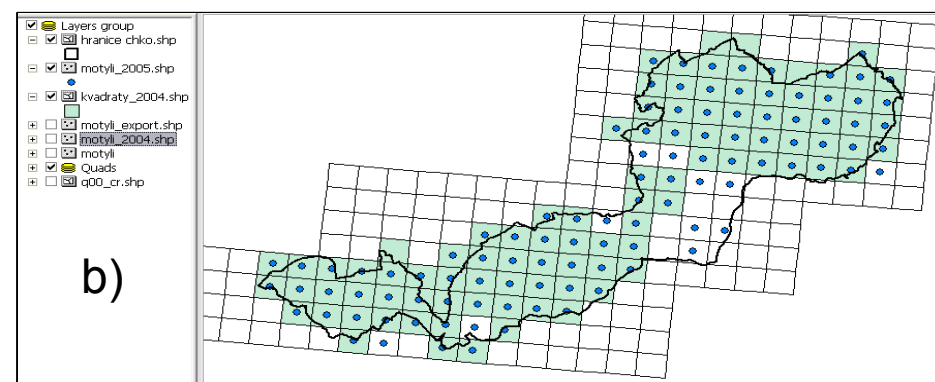 Layers group
hranice chko.shp
motyli_2005.shp
kvadraty_2004.shp
motyli_export.shp
motyli_2004.shp
motyli
Quads
q00_cr.shp
b)